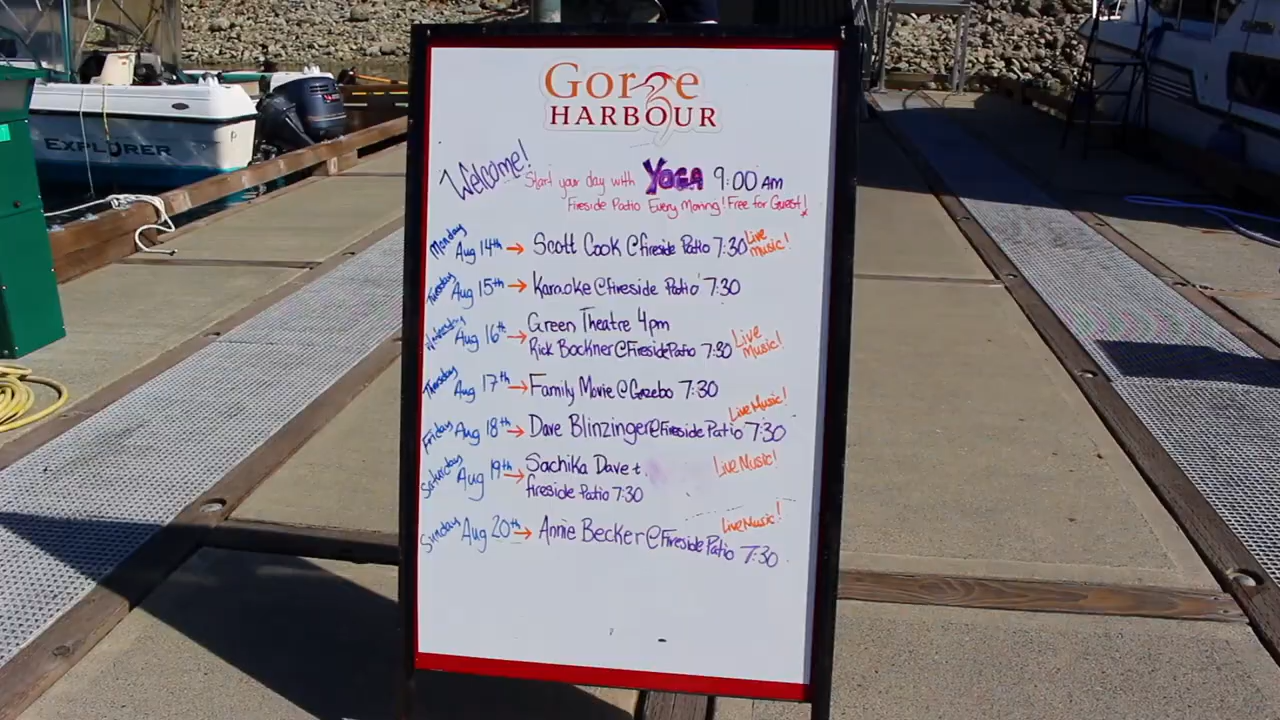 EXPLORER
Gorge
HARBOUR
Welcome!
Start your day with YOGA 9:00 AM
Fireside Patio Every Morning! Free for Guest!
Monday Aug 14th → Scott Cook @ fireside Patio 7:30 Live Music!
Tuesday Aug 15th → Karaoke @ fireside Patio 7:30
Wednesday Aug 16th → Green Theatre 4pm
Rick Bockner @ Fireside Patio 7:30 Live Music!
Thursday Aug 17th → Family Movie @ Gazebo 7:30
Friday Aug 18th → Dave Blinzinger @ Fireside Patio 7:30 Live Music!
Saturday Aug 19th → Sachika Dave t. Live Music!
fireside Patio 7:30
Sunday Aug 20th → Annie Becker @ Fireside Patio 7:30 Live Music!